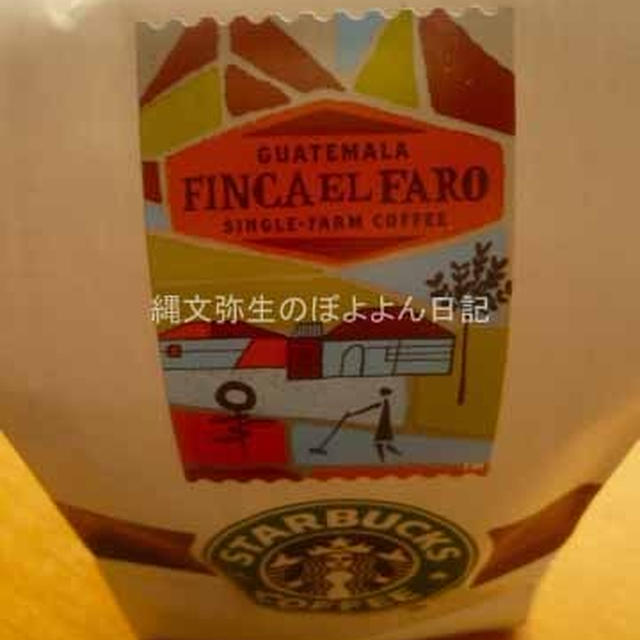 GUATEMALA
FINCA EL FARO
SINGLE-FARM COFFEE
縄文弥生のぼよよん日記
STARBUCKS
COFFEE